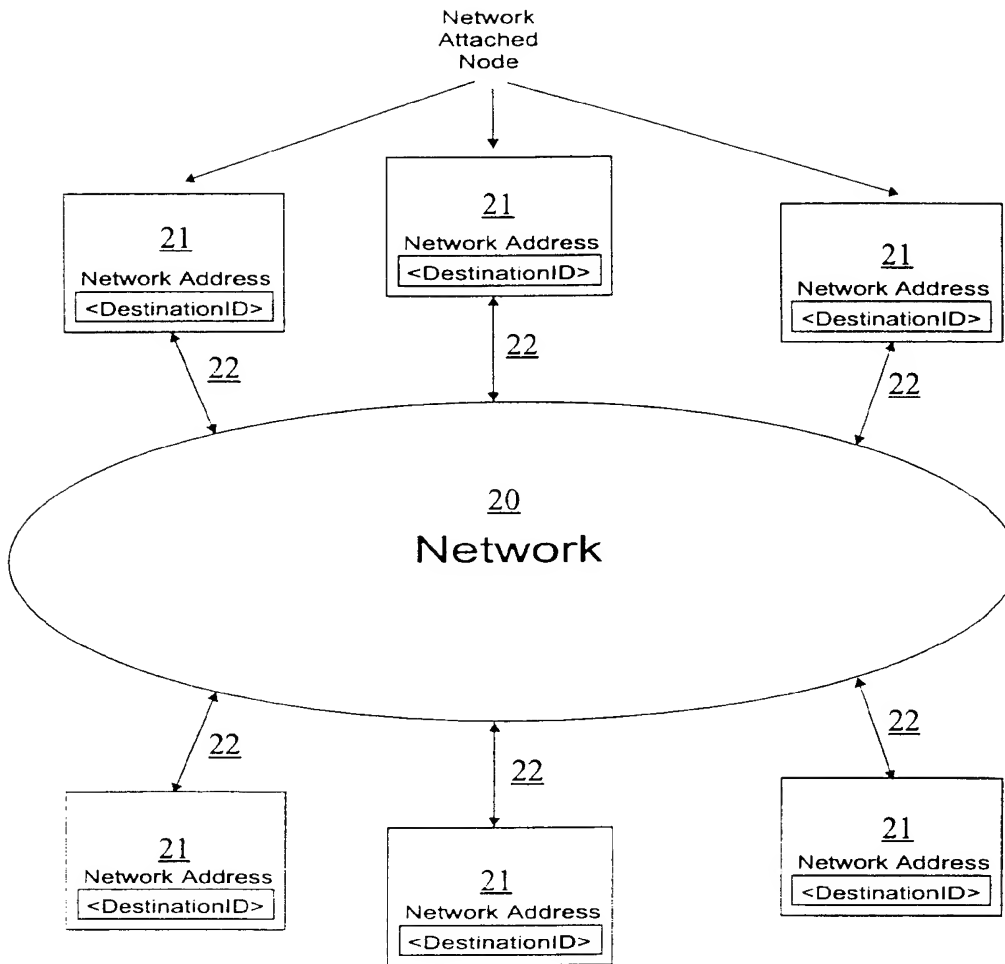 Network
Attached
Node
21
Network Address
<DestinationID>
21
Network Address
<DestinationID>
21
Network Address
<DestinationID>
22
22
22
20
Network
22
22
22
21
Network Address
<DestinationID>
21
Network Address
<DestinationID>
21
Network Address
<DestinationID>